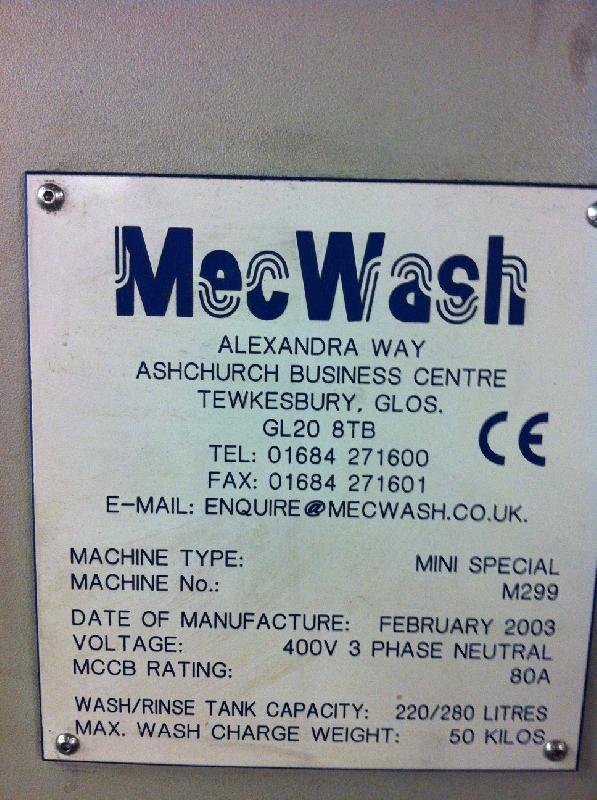 MecWash
ALEXANDRA WAY
ASHCHURCH BUSINESS CENTRE
TEWKESBURY, GLOS.
GL20 8TB
CE
TEL: 01684 271600
FAX: 01684 271601
E-MAIL: ENQUIRE@MECWASH.CO.UK.
MACHINE TYPE: MINI SPECIAL
MACHINE No.: M299
DATE OF MANUFACTURE: FEBRUARY 2003
VOLTAGE: 400V 3 PHASE NEUTRAL
MCCB RATING: 80A
WASH/RINSE TANK CAPACITY: 220/280 LITRES
MAX. WASH CHARGE WEIGHT: 50 KILOS.